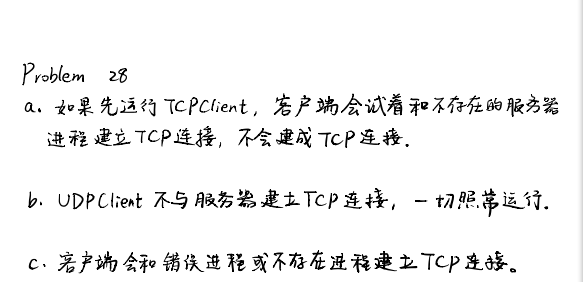 Problem 28
a. 如果先运行TCPClient, 客户端会试着和不存在的服务器
进程建立TCP连接, 不会建成TCP连接.
b. UDPClient 不与服务器建立TCP连接, 一切照常运行.
c. 客户端会和错误进程或不存在进程建立TCP连接。